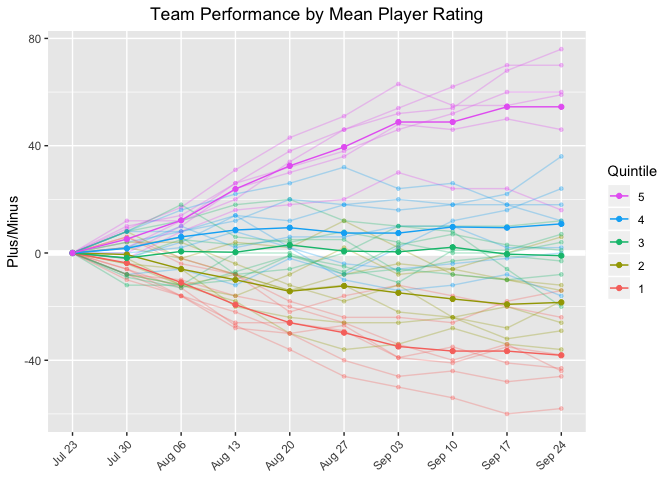 Team Performance by Mean Player Rating
Plus/Minus
80
40
0
-40
Jul 23
Jul 30
Aug 06
Aug 13
Aug 20
Aug 27
Sep 03
Sep 10
Sep 17
Sep 24
Quintile
5
4
3
2
1